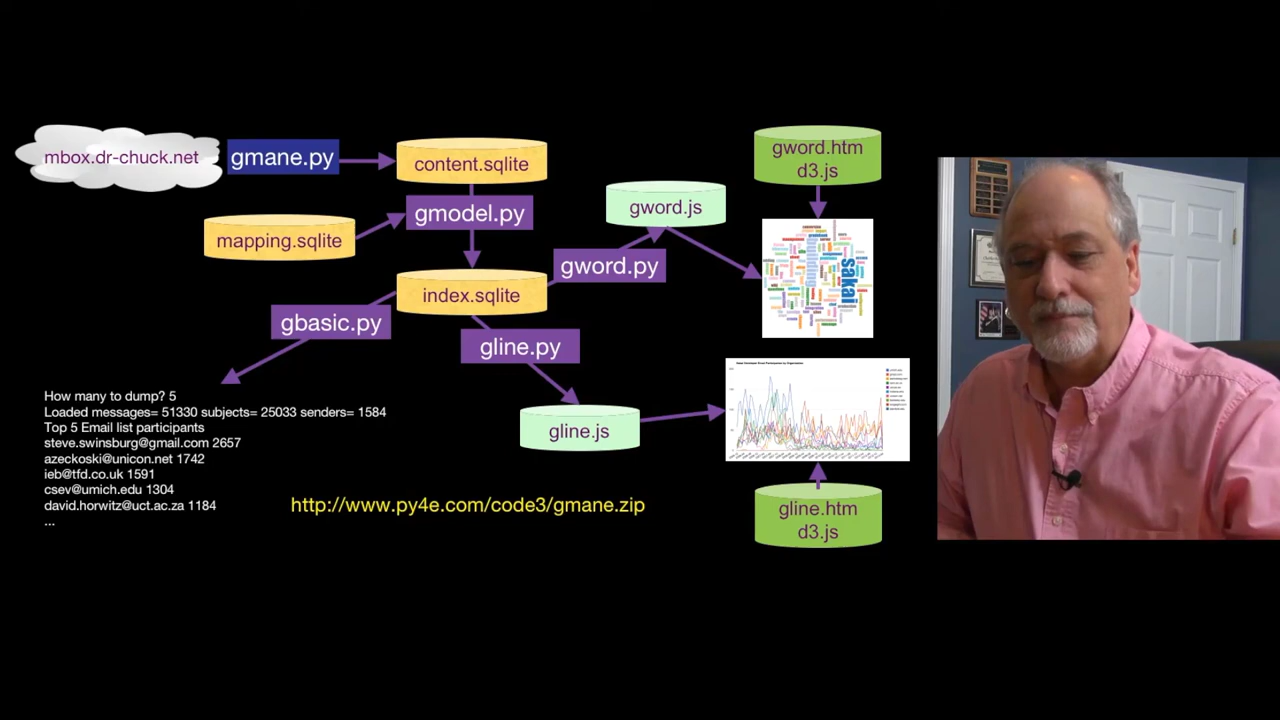 mbox.dr-chuck.net
gmane.py
content.sqlite
gword.htm
d3.js
mapping.sqlite
gmodel.py
gword.js
gword.py
index.sqlite
sakai
gbasic.py
gline.py
How many to dump? 5
Loaded messages= 51330 subjects= 25033 senders= 1584
Top 5 Email list participants
steve.swinsburg@gmail.com 2657
azeckoski@unicon.net 1742
ieb@tfd.co.uk 1591
csev@umich.edu 1304
david.horwitz@uct.ac.za 1184
...
gline.js
http://www.py4e.com/code3/gmane.zip
gline.htm
d3.js